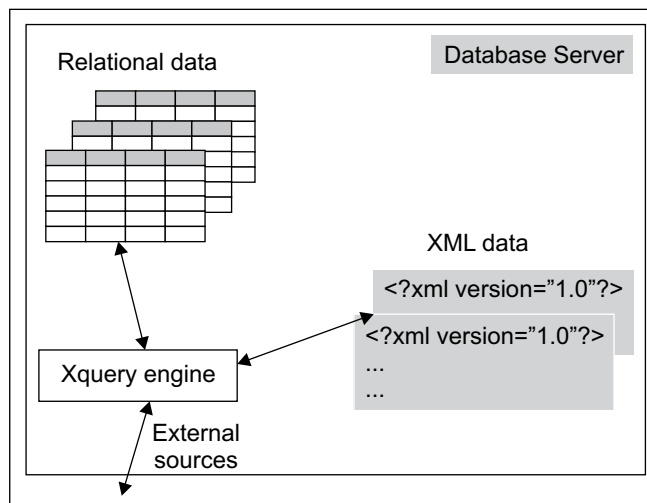 Database Server
Relational data
XML data
<?xml version=”1.0”?>
<?xml version=”1.0”?>
...
...
Xquery engine
External
sources